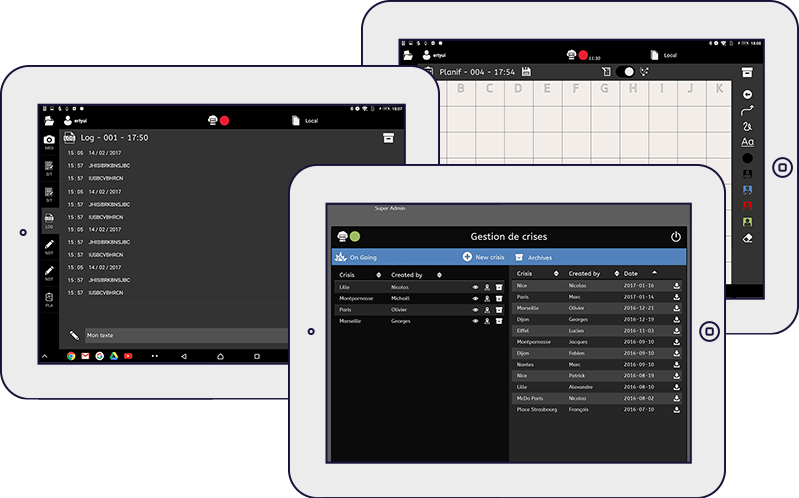 18:08
ertyui
11:30
Local
Planif - 004 - 17:54
B C D E F G H I J K
Aa
18:07
ertyui
Local
LOG
Log - 001 - 17:50
MED
SIT
SIT
LOG
NOT
NOT
PLA
15 : 05 14 / 02 / 2017
15 : 57 JHISIBRKBNSJBC
15 : 57 IUSBCVBHRCN
15 : 05 14 / 02 / 2017
15 : 57 JHISIBRKBNSJBC
15 : 57 IUSBCVBHRCN
15 : 05 14 / 02 / 2017
15 : 57 JHISIBRKBNSJBC
15 : 57 IUSBCVBHRCN
15 : 05 14 / 02 / 2017
15 : 57 JHISIBRKBNSJBC
15 : 57 IUSBCVBHRCN
Mon texte
Super Admin
Gestion de crises
On Going New crisis
Crisis Created by
Lille Nicolas
Montparnasse Michaël
Paris Olivier
Marseille Georges
Archives
Crisis Created by Date
Nice Nicolas 2017-01-16
Paris Marc 2017-01-14
Marseille Olivier 2016-12-21
Dijon Georges 2016-12-19
Eiffel Lucien 2016-11-03
Montparnasse Jacques 2016-09-10
Dijon Fabien 2016-09-10
Nantes Marc 2016-09-10
Nice Patrick 2016-08-19
Lille Alexandre 2016-08-10
McDo Paris Nicolas 2016-08-02
Place Strasbourg François 2016-07-10